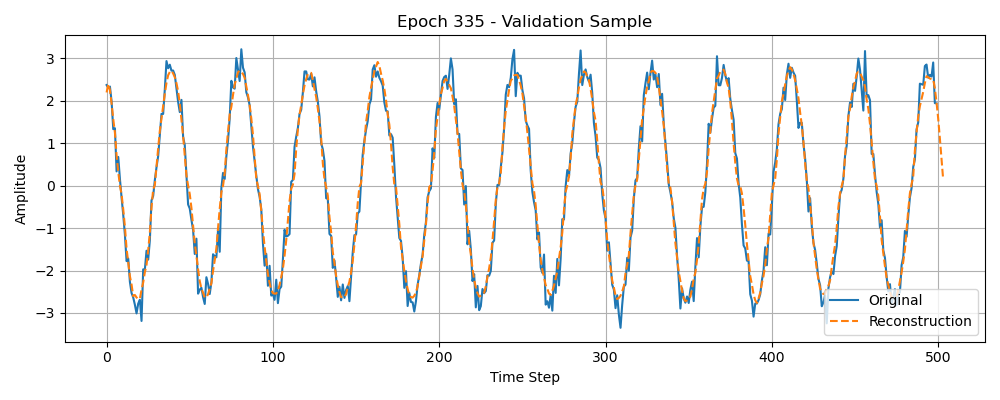 Epoch 335 - Validation Sample
Amplitude
3
2
1
0
−1
−2
−3
0
100
200
300
400
500
Time Step
Original
Reconstruction